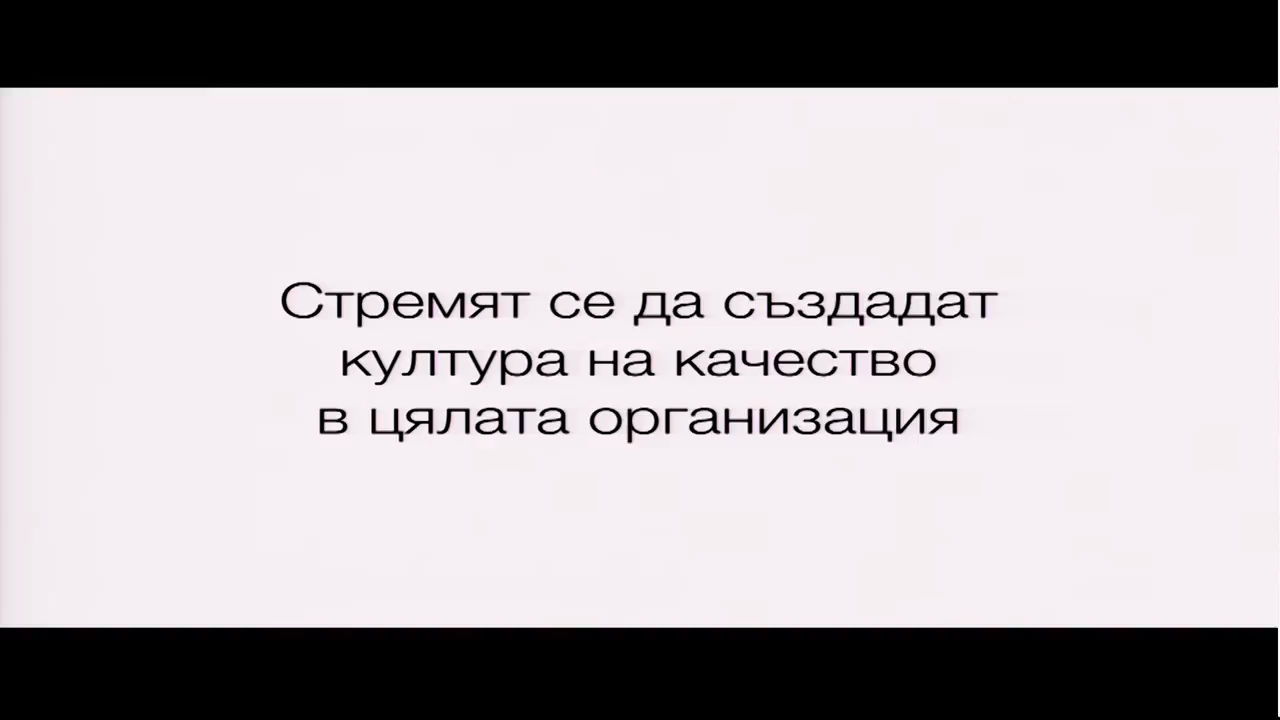 Стремят се да създадат
култура на качество
в цялата организация